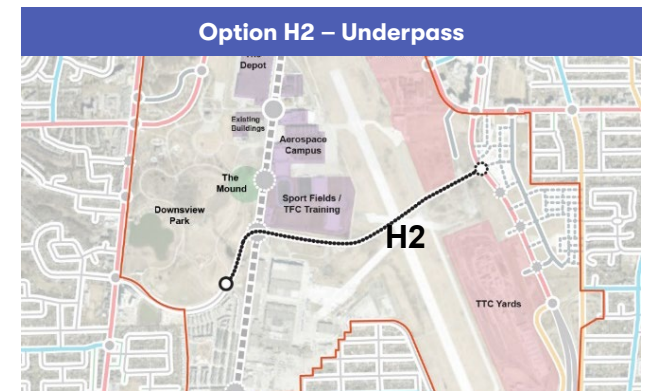 Option H2 – Underpass
Depot
Existing
Buildings
Aerospace
Campus
The
Mound
Sport Fields /
TFC Training
Downsview
Park
H2
TTC Yards